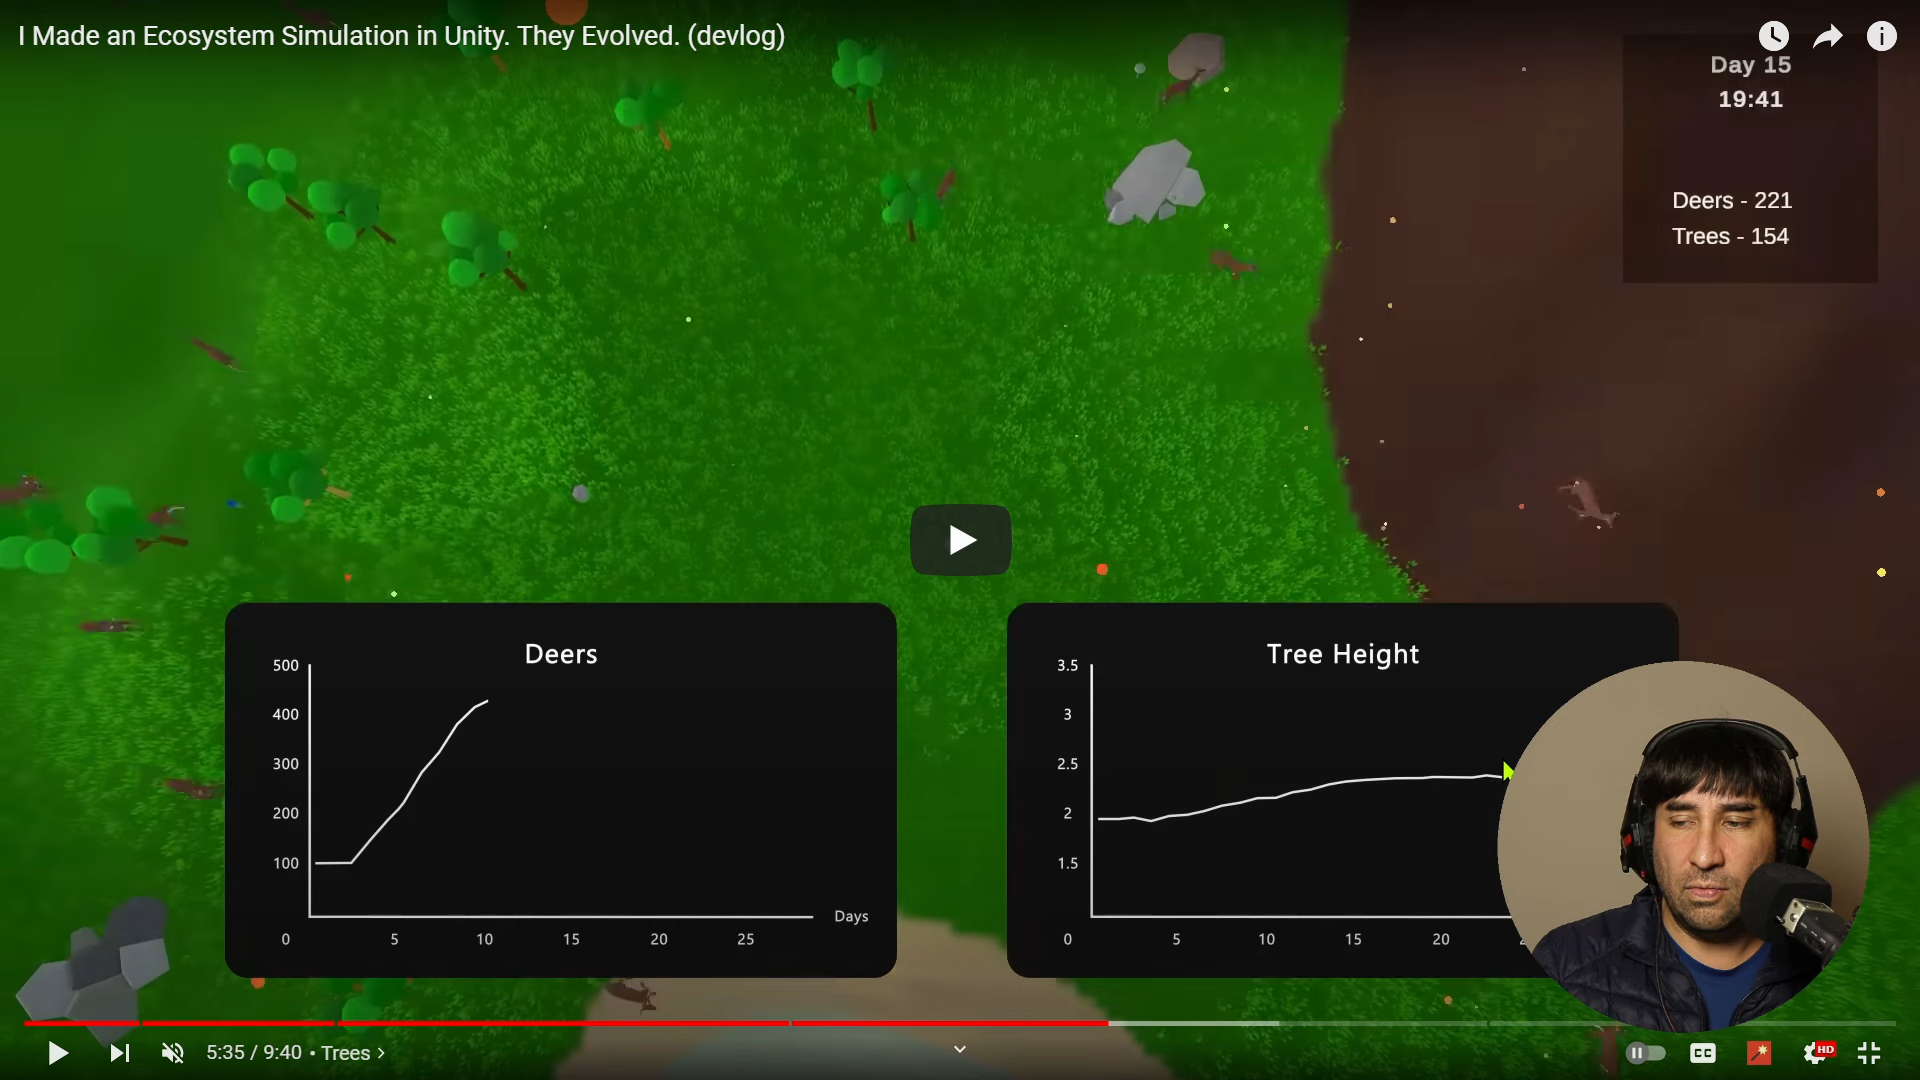 I Made an Ecosystem Simulation in Unity. They Evolved. (devlog)
Day 15
19:41
Deers - 221
Trees - 154
Deers
500
400
300
200
100
Days
0 5 10 15 20 25
Tree Height
3.5
3
2.5
2
1.5
0 5 10 15 20
5:35 / 9:40 • Trees
CC
HD